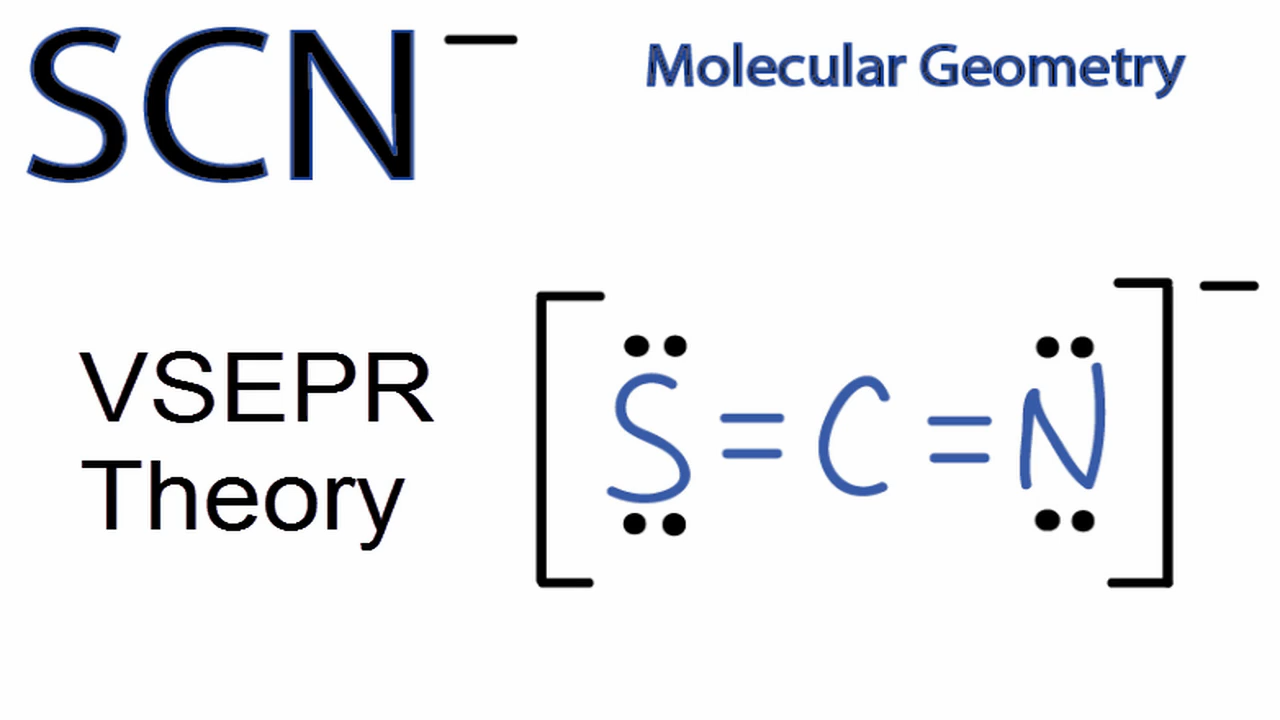 SCN⁻
Molecular Geometry
VSEPR
Theory
[S=C=N]⁻